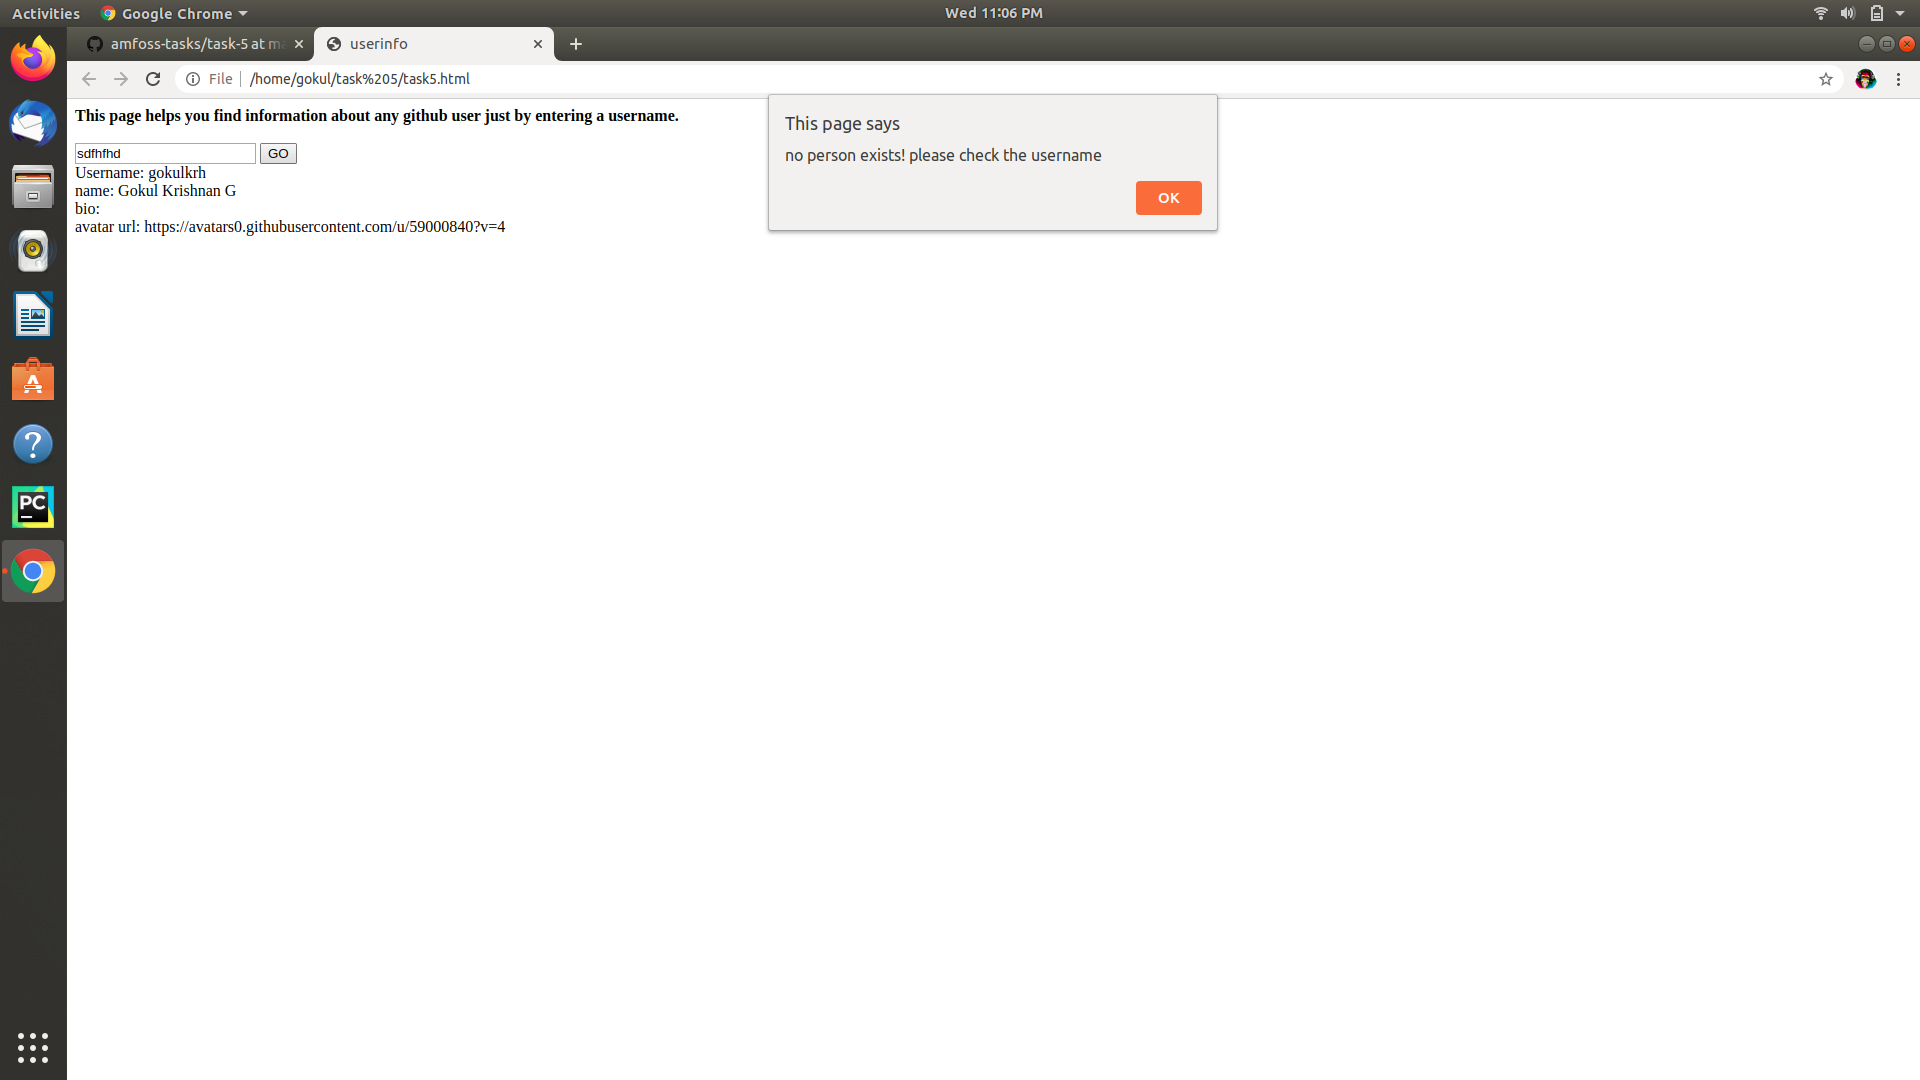 Activities
Google Chrome
Wed 11:06 PM
amfoss-tasks/task-5 at ma
userinfo
File
/home/gokul/task%205/task5.html
This page helps you find information about any github user just by entering a username.
sdfhfhd
GO
Username: gokulkrh
name: Gokul Krishnan G
bio:
avatar url: https://avatars0.githubusercontent.com/u/59000840?v=4
This page says
no person exists! please check the username
OK
PC